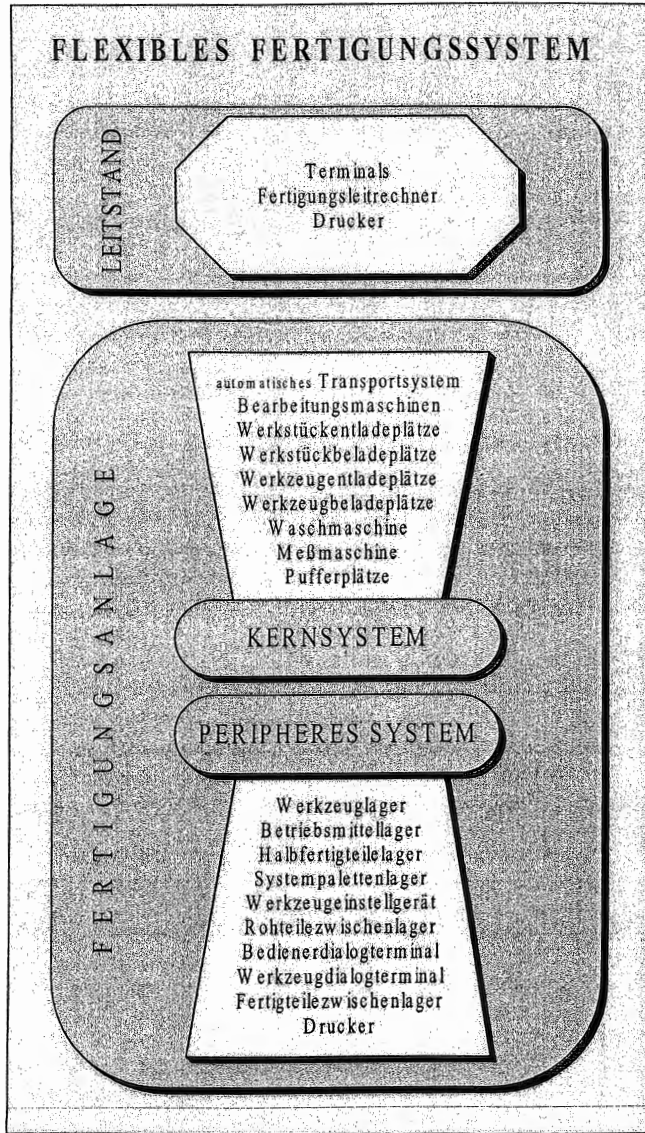 FLEXIBLES FERTIGUNGSSYSTEM
LEITSTAND
Terminals
Fertigungsleitrechner
Drucker
FERTIGUNGSANLAGE
automatisches Transportsystem
Bearbeitungsmaschinen
Werkstückentladeplätze
Werkstückbeladeplätze
Werkzeugentladeplätze
Werkzeugbeladeplätze
Waschmaschine
Meßmaschine
Pufferplätze
KERNSYSTEM
PERIPHERES SYSTEM
Werkzeuglager
Betriebsmittellager
Halbfertigteilelager
Systempalettenlager
Werkzeugeinstellgerät
Rohteilezwischenlager
Bedienerdialogterminal
Werkzeugdialogterminal
Fertigteilezwischenlager
Drucker